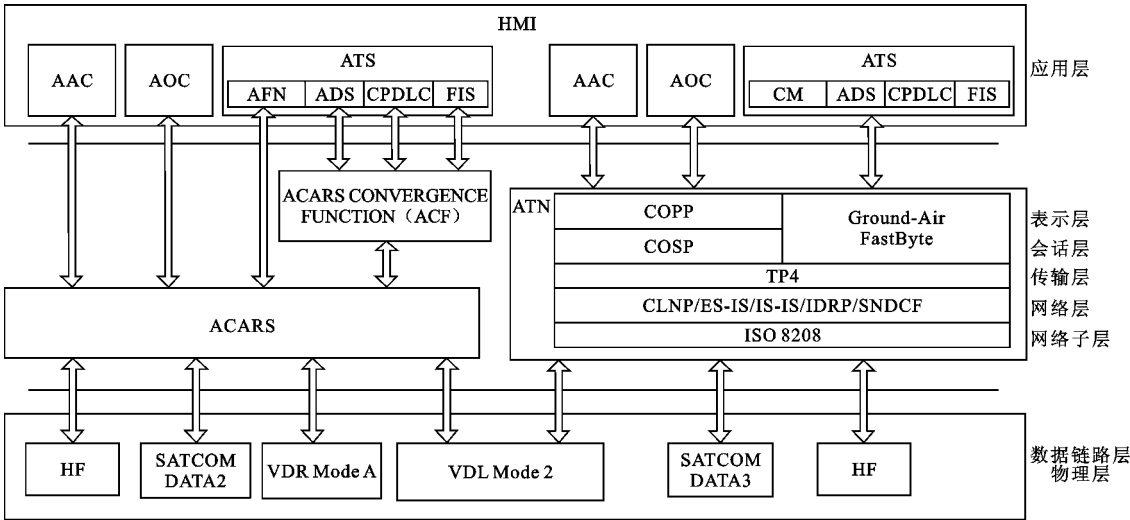 HMI
AAC
AOC
ATS
AFN
ADS
CPDLC
FIS
AAC
AOC
ATS
CM
ADS
CPDLC
FIS
应用层
ACARS CONVERGENCE
FUNCTION（ACF）
ATN
COPP
COSP
Ground-Air
FastByte
TP4
CLNP/ES-IS/IS-IS/IDRP/SNDCF
ISO 8208
表示层
会话层
传输层
网络层
网络子层
ACARS
HF
SATCOM
DATA2
VDR Mode A
VDL Mode 2
SATCOM
DATA3
HF
数据链路层
物理层